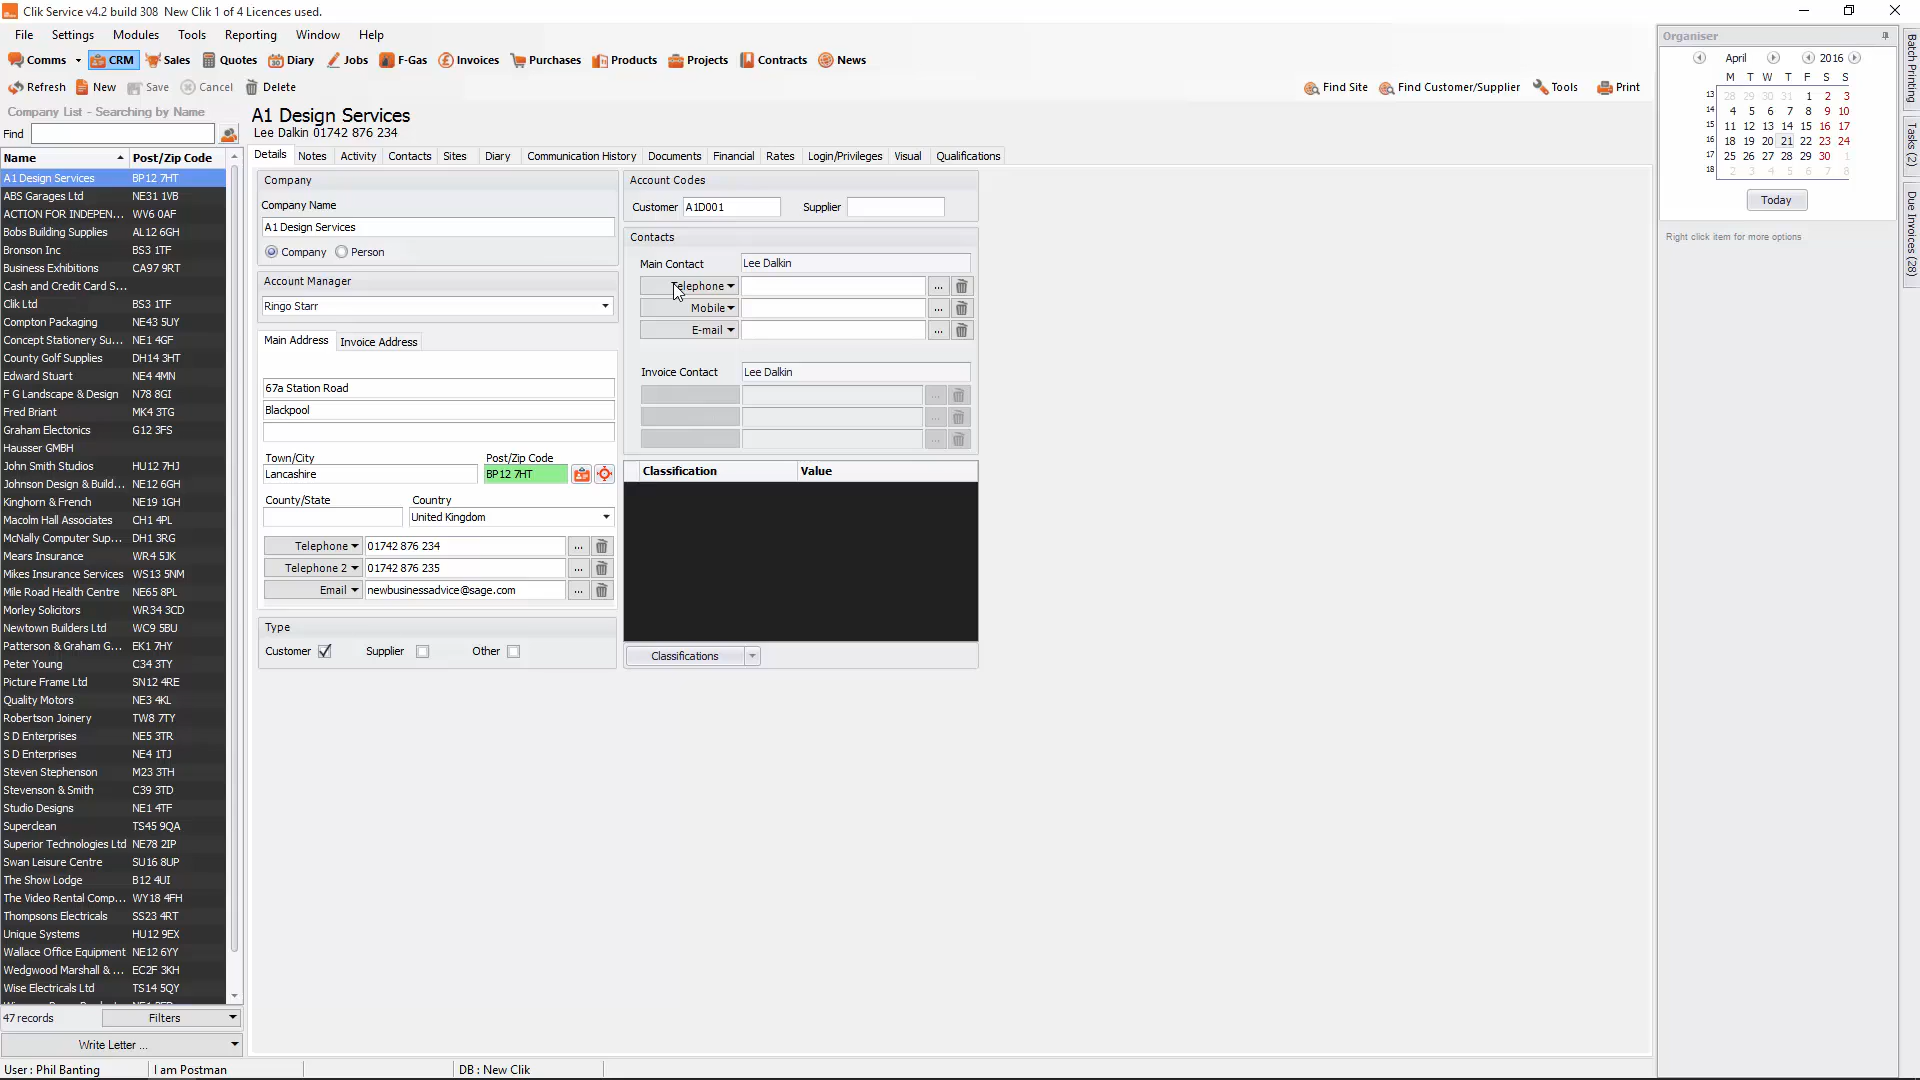 Clik Service v4.2 build 308  New Clik 1 of 4 Licences used.
File Settings Modules Tools Reporting Window Help
Comms CRM Sales Quotes Diary Jobs F-Gas Invoices Purchases Products Projects Contracts News
Refresh New Save Cancel Delete Find Site Find Customer/Supplier Tools Print
Company List - Searching by Name
Find
Name Post/Zip Code
A1 Design Services BP12 7HT
ABS Garages Ltd NE31 1VB
ACTION FOR INDEPEN... WV6 0AF
Bobs Building Supplies AL12 6GH
Bronson Inc BS3 1TF
Business Exhibitions CA97 9RT
Cash and Credit Card S...
Clik Ltd BS3 1TF
Compton Packaging NE43 5UY
Concept Stationery Su... NE1 4GF
County Golf Supplies DH14 3HT
Edward Stuart NE4 4MN
F G Landscape & Design N78 8GI
Fred Briant MK4 3TG
Graham Electonics G12 3FS
Hausser GMBH
John Smith Studios HU12 7HJ
Johnson Design & Build... NE12 6GH
Kinghorn & French NE19 1GH
Macolm Hall Associates CH1 4PL
McNally Computer Sup... DH1 3RG
Mears Insurance WR4 5JK
Mikes Insurance Services WS13 5NM
Mile Road Health Centre NE65 8PL
Morley Solicitors WR34 3CD
Newtown Builders Ltd WC9 5BU
Patterson & Graham G... EK1 7HY
Peter Young C34 3TY
Picture Frame Ltd SN12 4RE
Quality Motors NE3 4KL
Robertson Joinery TW8 7TY
S D Enterprises NE5 3TR
S D Enterprises NE4 1TJ
Steven Stephenson M23 3TH
Stevenson & Smith C39 3TD
Studio Designs NE1 4TF
Superclean TS45 9QA
Superior Technologies Ltd NE78 2IP
Swan Leisure Centre SU16 8UP
The Show Lodge B12 4UI
The Video Rental Comp... WY18 4FH
Thompsons Electricals SS23 4RT
Unique Systems HU12 9EX
Wallace Office Equipment NE12 6YY
Wedgwood Marshall & ... EC2F 3KH
Wise Electricals Ltd TS14 5QY
47 records Filters
Write Letter ...
A1 Design Services
Lee Dalkin 01742 876 234
Details Notes Activity Contacts Sites Diary Communication History Documents Financial Rates Login/Privileges Visual Qualifications
Company
Company Name
A1 Design Services
Company Person
Account Manager
Ringo Starr
Main Address Invoice Address
67a Station Road
Blackpool
Town/City Post/Zip Code
Lancashire BP12 7HT
County/State Country
United Kingdom
Telephone 01742 876 234 ...
Telephone 2 01742 876 235 ...
Email newbusinessadvice@sage.com ...
Type
Customer Supplier Other
Account Codes
Customer A1D001 Supplier
Contacts
Main Contact Lee Dalkin
Telephone ...
Mobile ...
E-mail ...
Invoice Contact Lee Dalkin
...
...
...
Classification Value
Classifications
Organiser
April 2016
M T W T F S S
13 28 29 30 31 1 2 3
14 4 5 6 7 8 9 10
15 11 12 13 14 15 16 17
16 18 19 20 21 22 23 24
17 25 26 27 28 29 30 1
18 2 3 4 5 6 7 8
Today
Right click item for more options
Batch Printing
Tasks (2)
Due Invoices (28)
User : Phil Banting I am Postman DB : New Clik